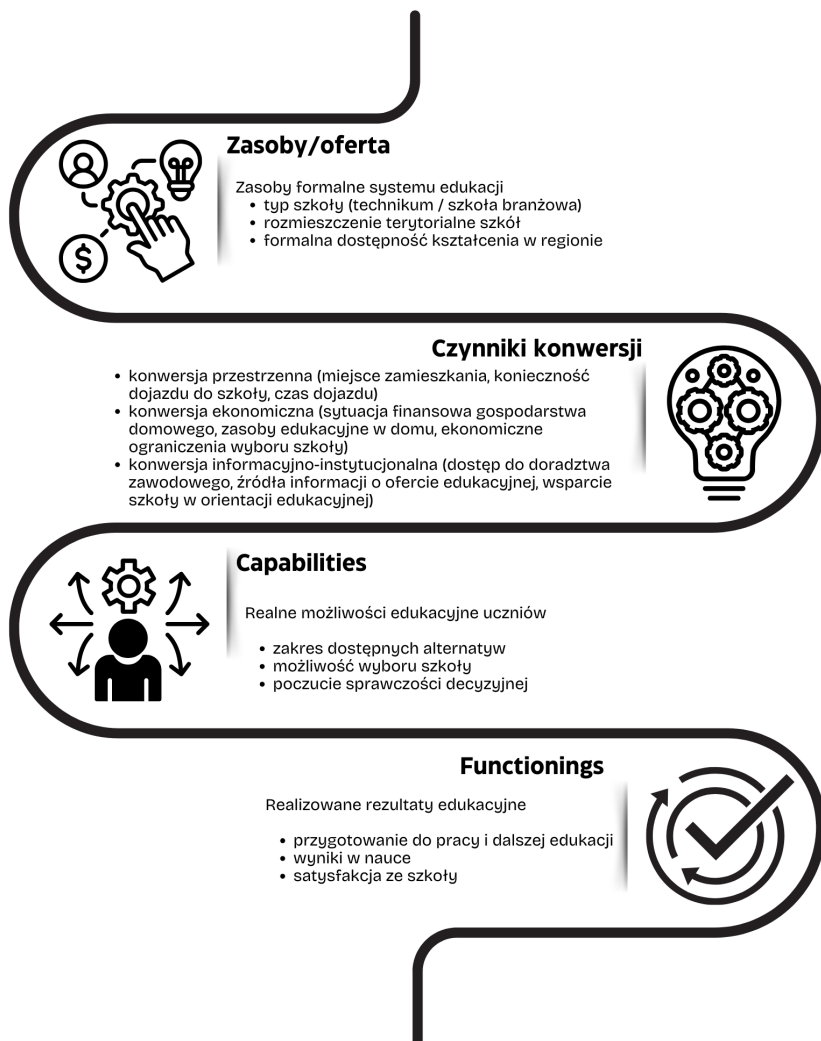 Zasoby/oferta
Zasoby formalne systemu edukacji
• typ szkoły (technikum / szkoła branżowa)
• rozmieszczenie terytorialne szkół
• formalna dostępność kształcenia w regionie
$
Czynniki konwersji
• konwersja przestrzenna (miejsce zamieszkania, konieczność
dojazdu do szkoły, czas dojazdu)
• konwersja ekonomiczna (sytuacja finansowa gospodarstwa
domowego, zasoby edukacyjne w domu, ekonomiczne
ograniczenia wyboru szkoły)
• konwersja informacyjno-instytucjonalna (dostęp do doradztwa
zawodowego, źródła informacji o ofercie edukacyjnej, wsparcie
szkoły w orientacji edukacyjnej)
Capabilities
Realne możliwości edukacyjne uczniów
• zakres dostępnych alternatyw
• możliwość wyboru szkoły
• poczucie sprawczości decyzyjnej
Functionings
Realizowane rezultaty edukacyjne
• przygotowanie do pracy i dalszej edukacji
• wyniki w nauce
• satysfakcja ze szkoły